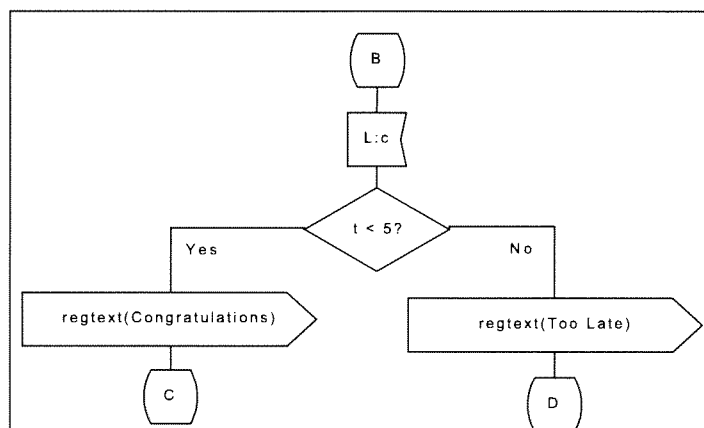 B
L:c
t < 5?
Yes
No
regtext(Congratulations)
regtext(Too Late)
C
D